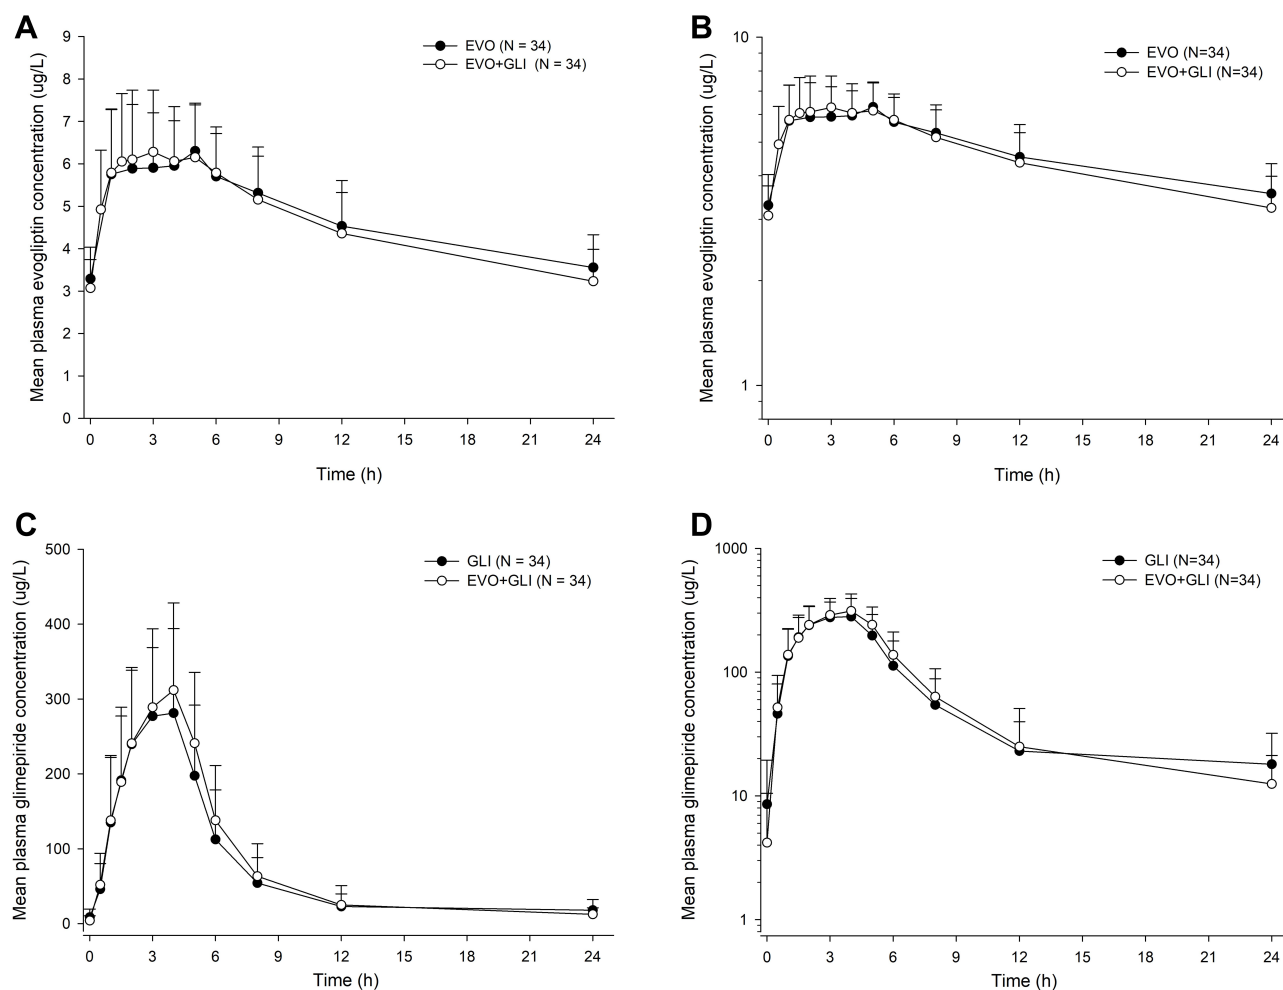 A
Mean plasma evogliptin concentration (ug/L)
9
8
7
6
5
4
3
2
1
0
EVO (N = 34)
EVO+GLI (N = 34)
0 3 6 9 12 15 18 21 24
Time (h)
B
Mean plasma evogliptin concentration (ug/L)
10
1
EVO (N=34)
EVO+GLI (N=34)
0 3 6 9 12 15 18 21 24
Time (h)
C
Mean plasma glimepiride concentration (ug/L)
500
400
300
200
100
0
GLI (N = 34)
EVO+GLI (N = 34)
0 3 6 9 12 15 18 21 24
Time (h)
D
Mean plasma glimepiride concentration (ug/L)
1000
100
10
1
GLI (N=34)
EVO+GLI (N=34)
0 3 6 9 12 15 18 21 24
Time (h)